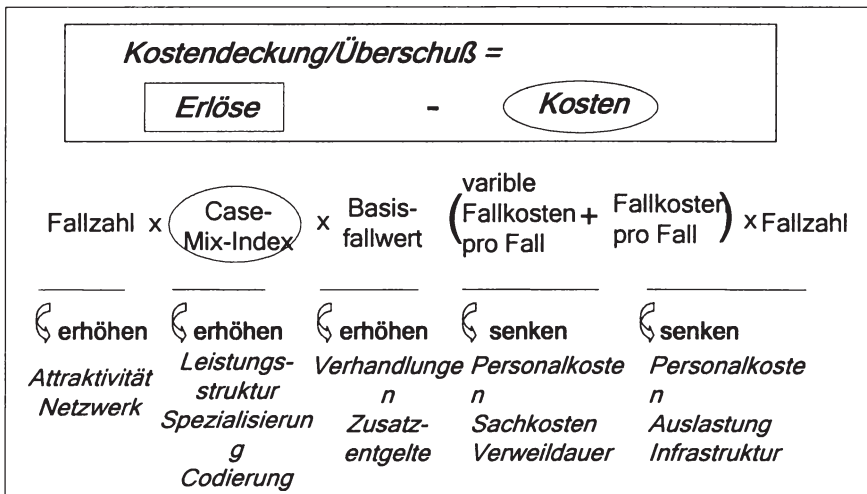 Kostendeckung/Überschuß =
Erlöse - Kosten
Fallzahl x Case-Mix-Index x Basis-fallwert (varible Fallkosten pro Fall + Fallkosten pro Fall) x Fallzahl
erhöhen erhöhen erhöhen senken senken
Attraktivität
Netzwerk
Leistungs-
struktur
Spezialisierun
g
Codierung
Verhandlunge
n
Zusatz-
entgelte
Personalkoste
n
Sachkosten
Verweildauer
Personalkoste
n
Auslastung
Infrastruktur